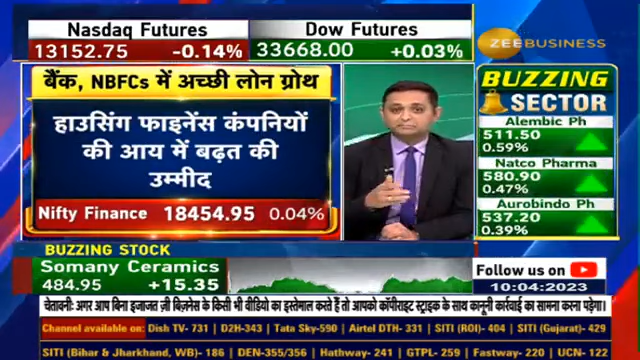 Nasdaq Futures
13152.75 -0.14%
Dow Futures
33668.00 +0.03%
ZEE BUSINESS
बैंक, NBFCs में अच्छी लोन ग्रोथ
हाउसिंग फाइनेंस कंपनियों
की आय में बढ़त की
उम्मीद
Nifty Finance 18454.95 0.04%
BUZZING
SECTOR
Alembic Ph
511.50
0.59%
Natco Pharma
580.90
0.47%
Aurobindo Ph
537.20
0.39%
BUZZING STOCK
Somany Ceramics
484.95 +15.35
Follow us on
10:04:2023
चेतावनी: अगर आप बिना इजाजत ज़ी बिज़नेस के किसी भी वीडियो का इस्तेमाल करते हैं तो आपको कॉपीराइट स्ट्राइक के साथ कानूनी कार्रवाई का सामना करना पड़ेगा।
Channel available on: Dish TV- 731 | D2H-343 | Tata Sky-590 | Airtel DTH- 331 | SITI (ROI) - 404 | SITI (Gujarat) - 429
SITI (Bihar & Jharkhand, WB) - 186 | DEN-355/356 | Hathway- 241 | GTPL- 259 | Fastway- 220 | UCN- 122